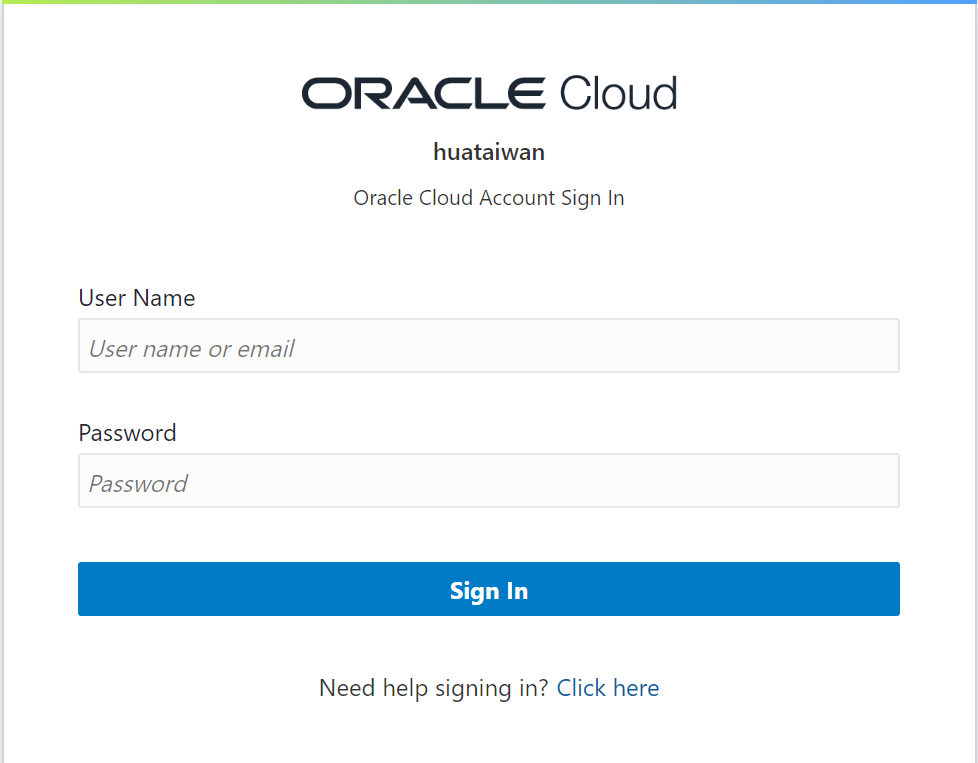 ORACLE Cloud
huataiwan
Oracle Cloud Account Sign In
User Name
User name or email
Password
Password
Sign In
Need help signing in? Click here